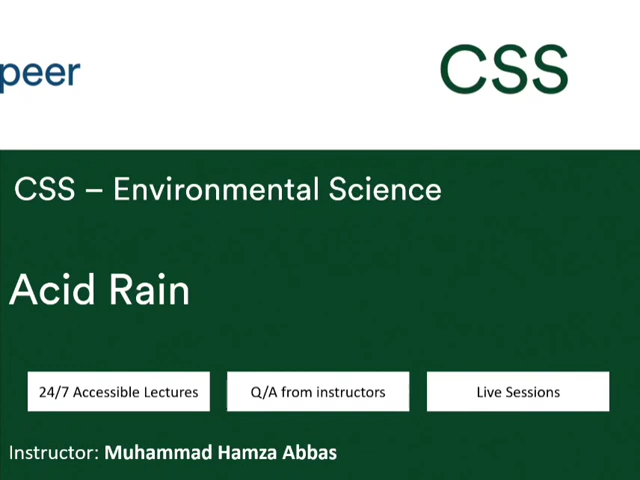 peer
CSS
CSS – Environmental Science
Acid Rain
24/7 Accessible Lectures
Q/A from instructors
Live Sessions
Instructor: Muhammad Hamza Abbas